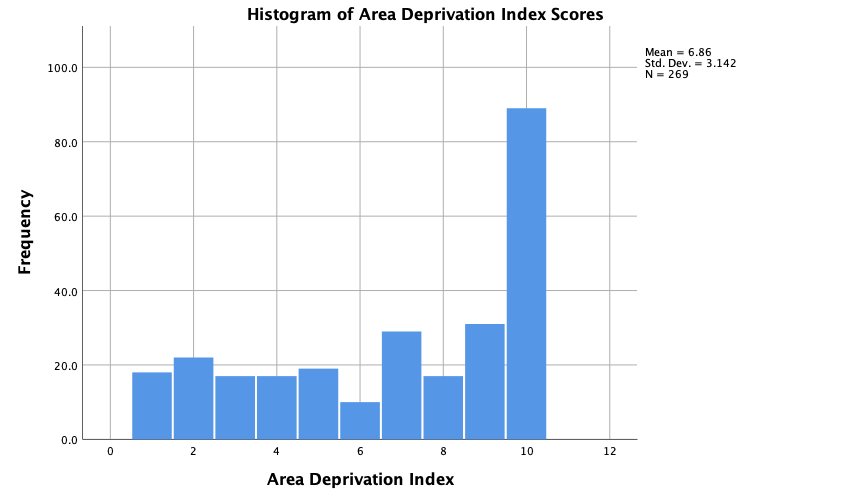 Histogram of Area Deprivation Index Scores
Mean = 6.86
Std. Dev. = 3.142
N = 269
100.0
80.0
60.0
40.0
20.0
0.0
Frequency
0 2 4 6 8 10 12
Area Deprivation Index